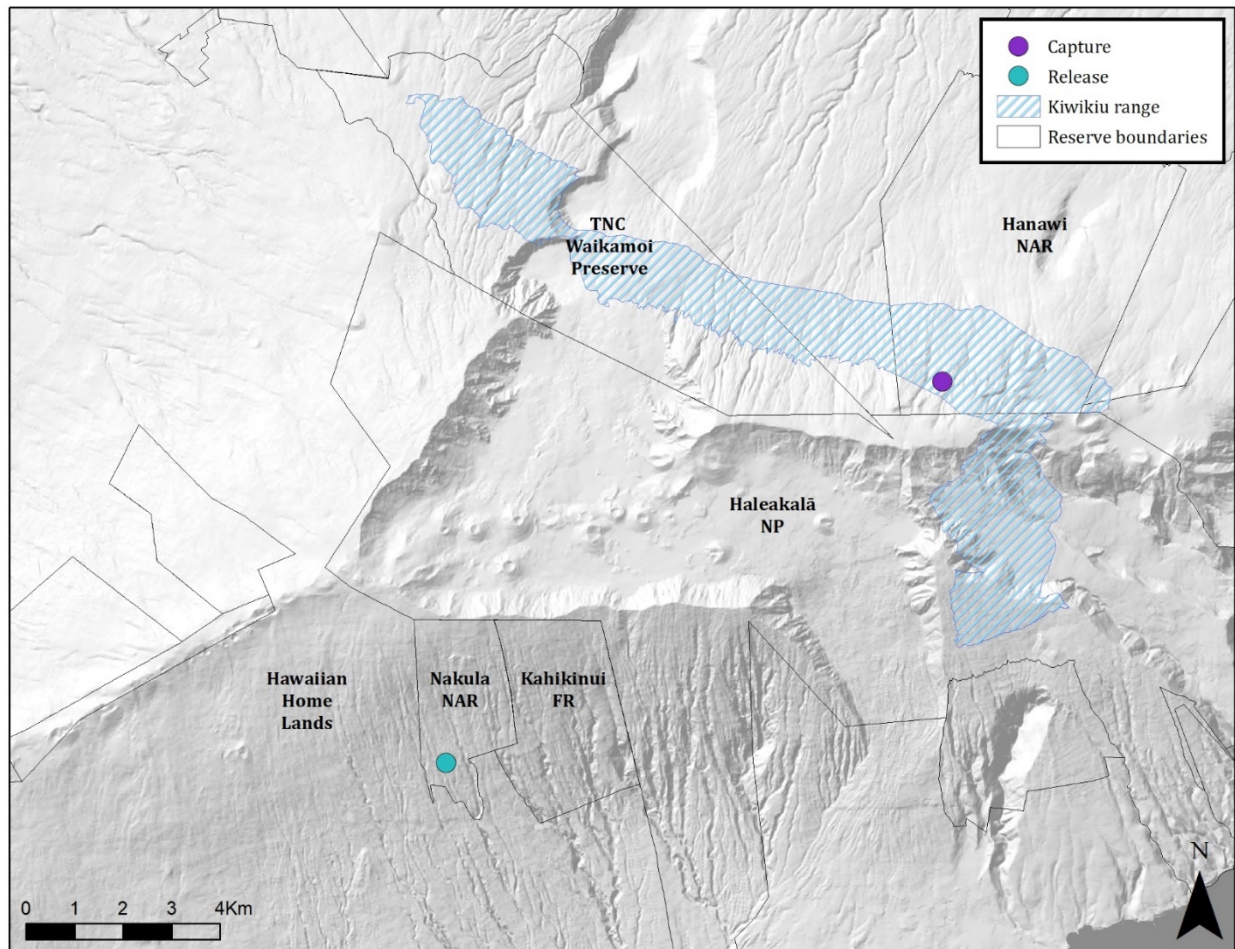 Capture
Release
Kiwikiu range
Reserve boundaries
TNC
Waikamoi
Preserve
Hanawi
NAR
Haleakalā
NP
Hawaiian
Home
Lands
Nakula
NAR
Kahikinui
FR
0 1 2 3 4Km
N